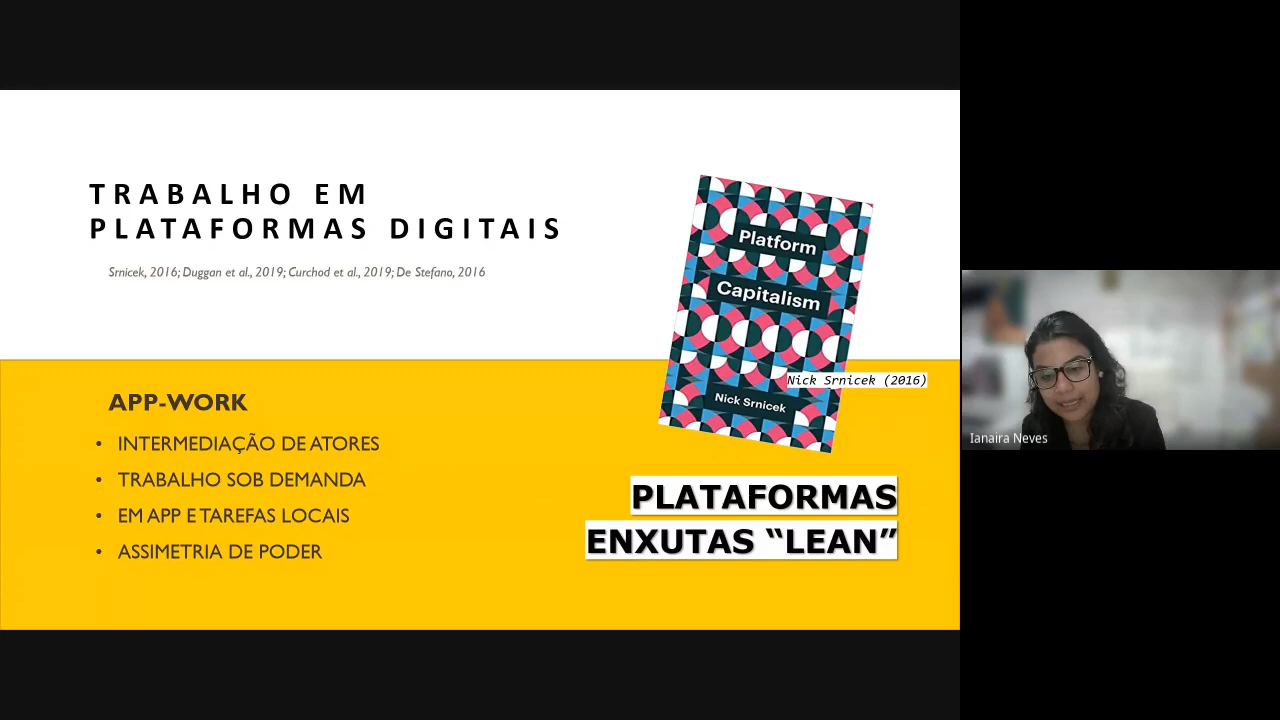 TRABALHO EM
PLATAFORMAS DIGITAIS
Srnicek, 2016; Duggan et al., 2019; Curchod et al., 2019; De Stefano, 2016
Platform
Capitalism
Nick Srnicek (2016)
Nick Srnicek
APP-WORK
• INTERMEDIAÇÃO DE ATORES
• TRABALHO SOB DEMANDA
• EM APP E TAREFAS LOCAIS
• ASSIMETRIA DE PODER
PLATAFORMAS
ENXUTAS “LEAN”
Ianaira Neves